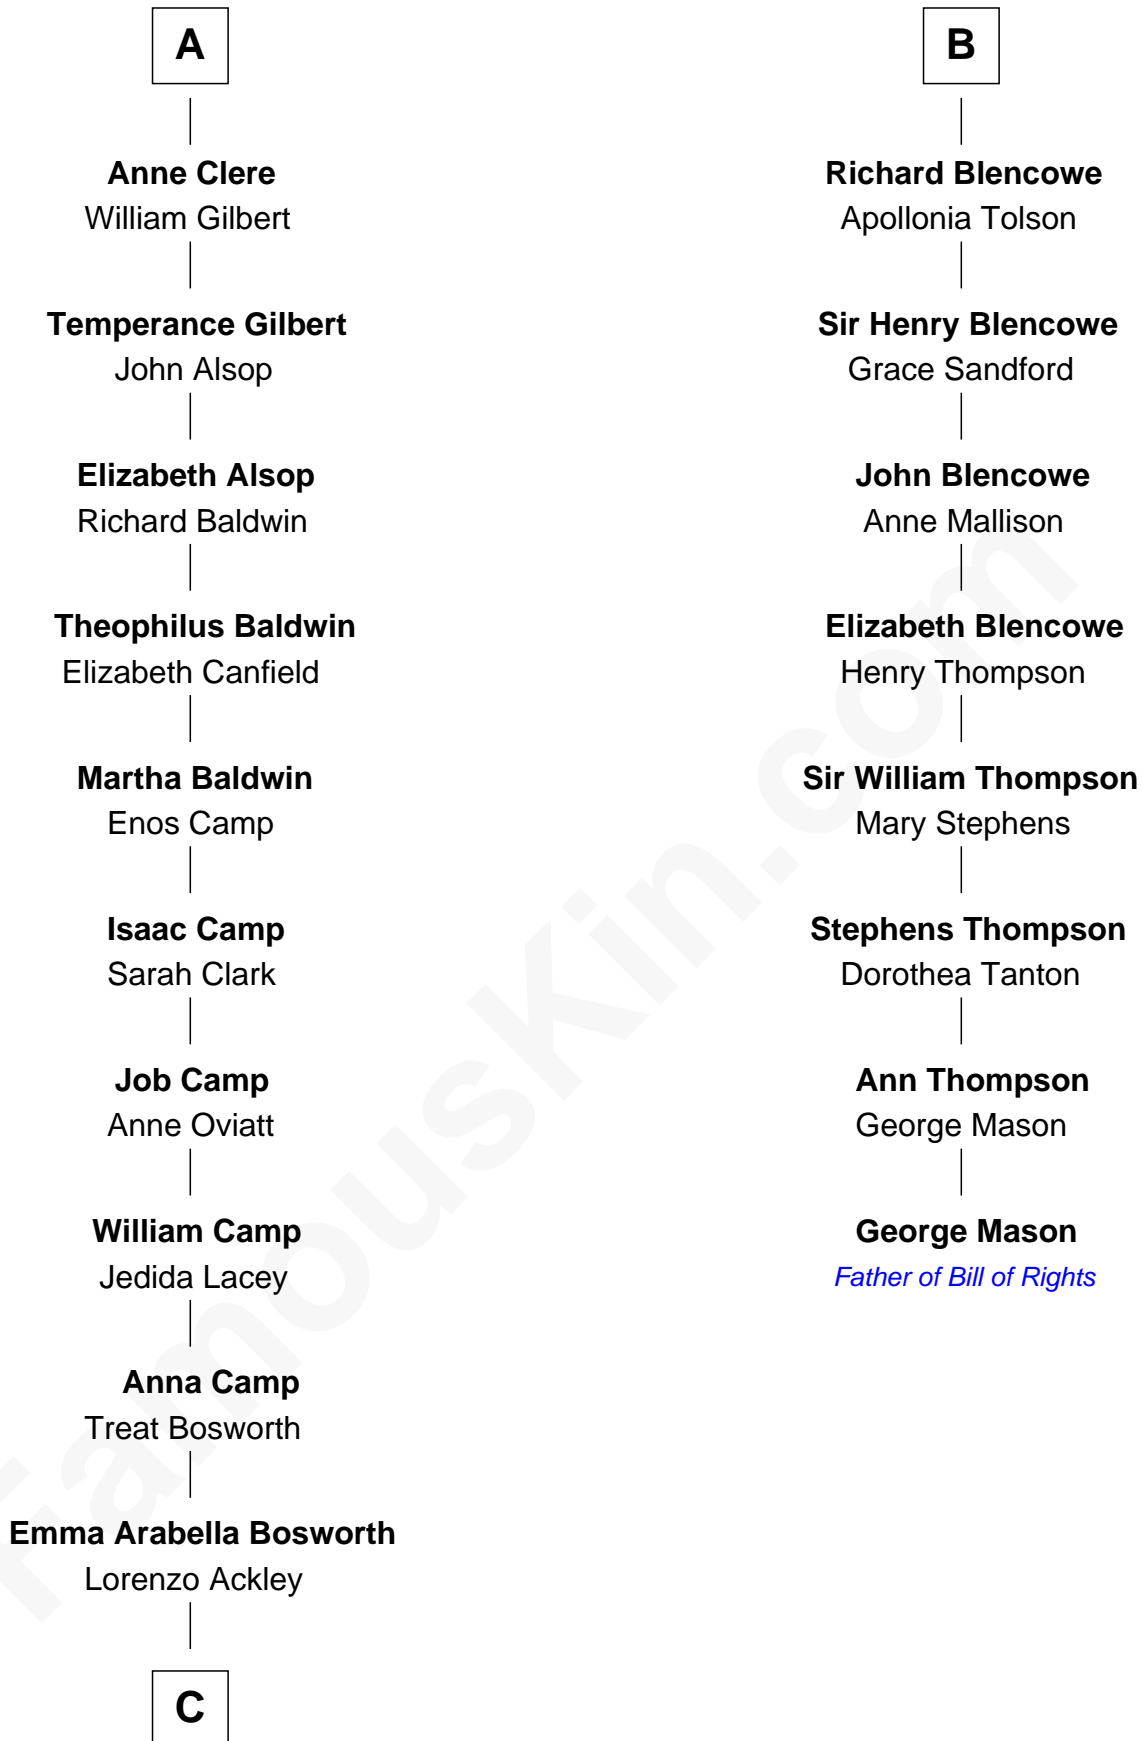 A
Anne Clere
William Gilbert
Temperance Gilbert
John Alsop
Elizabeth Alsop
Richard Baldwin
Theophilus Baldwin
Elizabeth Canfield
Martha Baldwin
Enos Camp
Isaac Camp
Sarah Clark
Job Camp
Anne Oviatt
William Camp
Jedida Lacey
Anna Camp
Treat Bosworth
Emma Arabella Bosworth
Lorenzo Ackley
C
B
Richard Blencowe
Apollonia Tolson
Sir Henry Blencowe
Grace Sandford
John Blencowe
Anne Mallison
Elizabeth Blencowe
Henry Thompson
Sir William Thompson
Mary Stephens
Stephens Thompson
Dorothea Tanton
Ann Thompson
George Mason
George Mason
Father of Bill of Rights
FamousKin.com